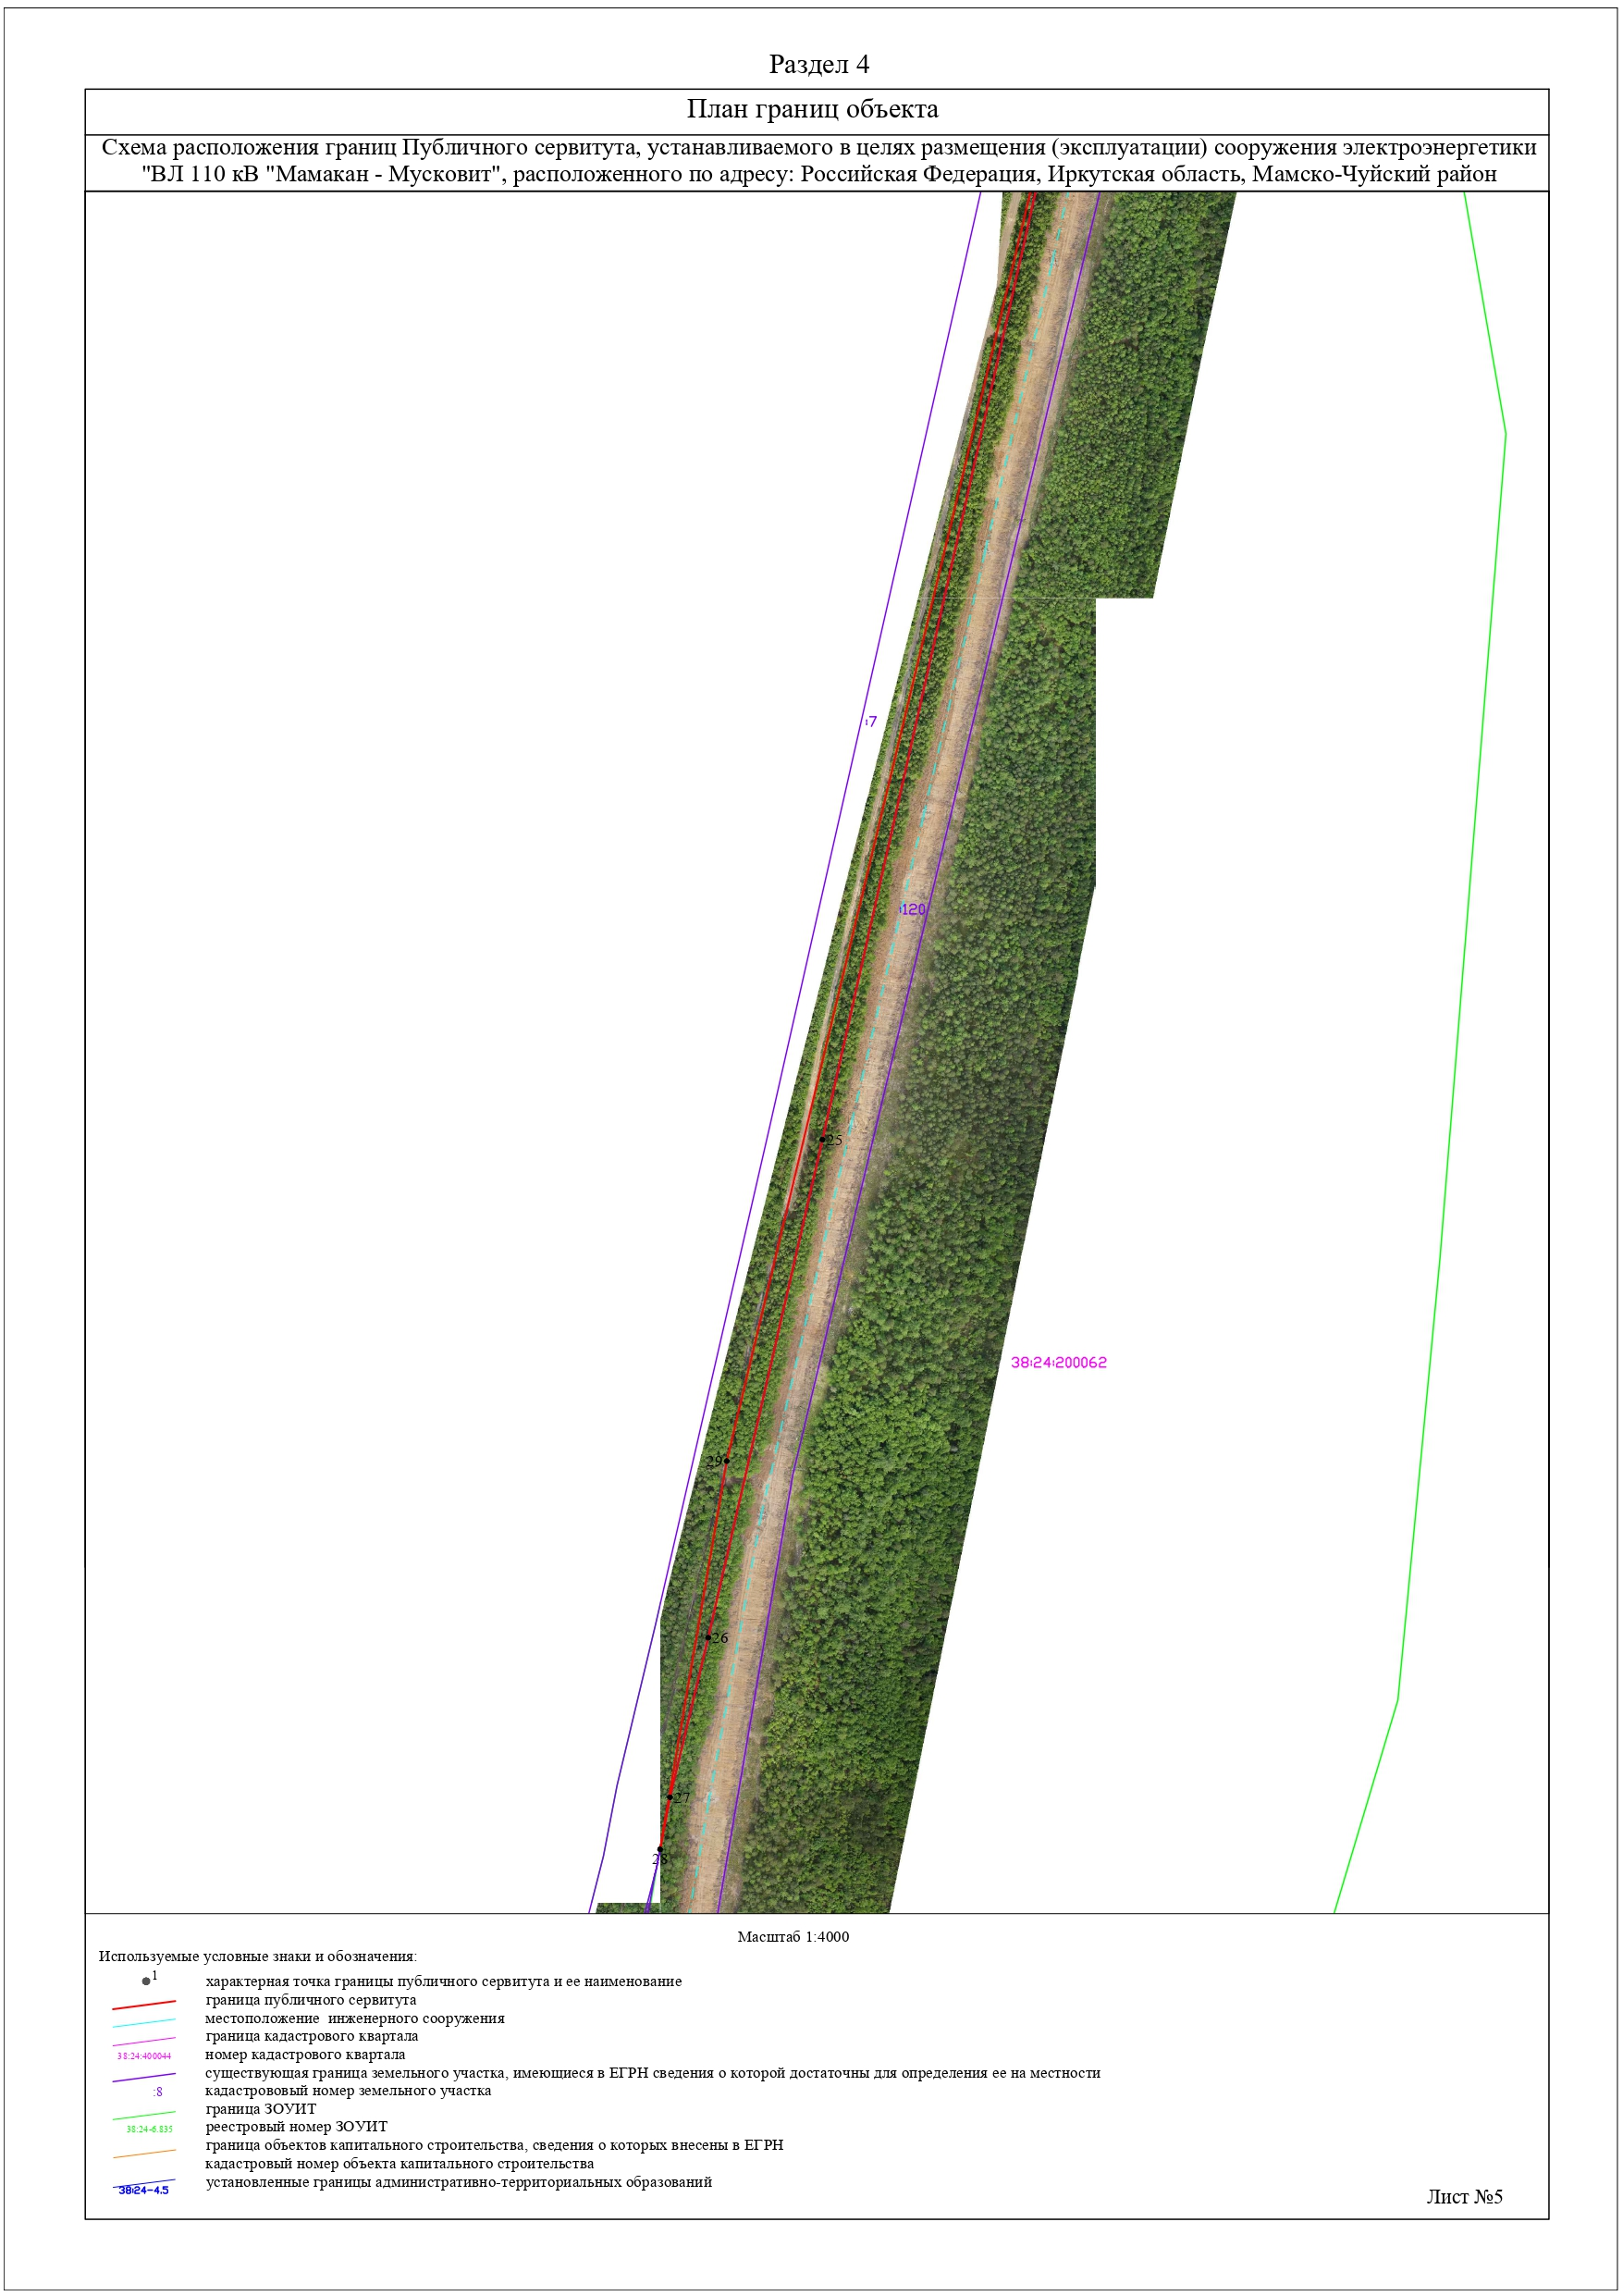 Раздел 4
План границ объекта
Схема расположения границ Публичного сервитута, устанавливаемого в целях размещения (эксплуатации) сооружения электроэнергетики
"ВЛ 110 кВ "Мамакан - Мусковит", расположенного по адресу: Российская Федерация, Иркутская область, Мамско-Чуйский район
:7
:120
25
38:24:200062
29
26
27
28
Масштаб 1:4000
Используемые условные знаки и обозначения:
1 характерная точка границы публичного сервитута и ее наименование
граница публичного сервитута
местоположение инженерного сооружения
граница кадастрового квартала
38:24:400044 номер кадастрового квартала
существующая граница земельного участка, имеющиеся в ЕГРН сведения о которой достаточны для определения ее на местности
:8 кадастрововый номер земельного участка
граница ЗОУИТ
38:24-6.835 реестровый номер ЗОУИТ
граница объектов капитального строительства, сведения о которых внесены в ЕГРН
кадастровый номер объекта капитального строительства
38:24-4.5 установленные границы административно-территориальных образований
Лист №5